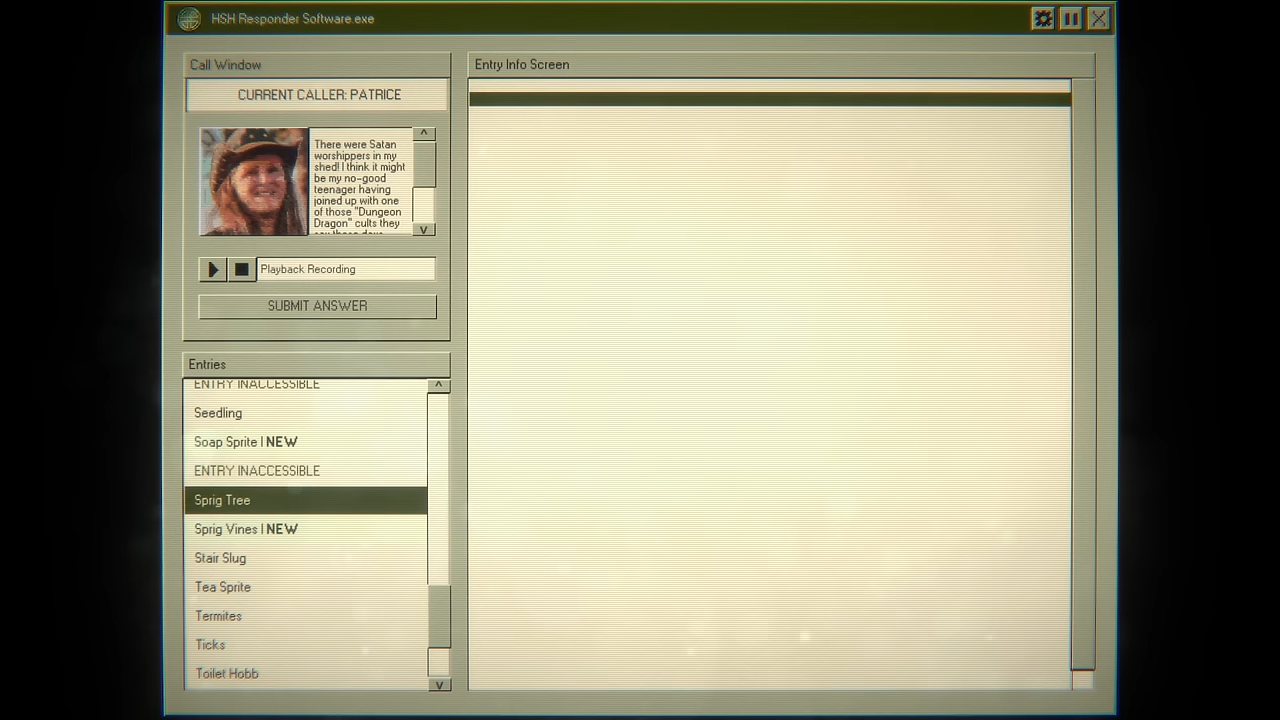 HSH Responder Software.exe
Call Window
CURRENT CALLER: PATRICE
There were Satan
worshippers in my
shed! I think it might
be my no-good
teenager having
joined up with one
of those "Dungeon
Dragon" cults they
Playback Recording
SUBMIT ANSWER
Entries
ENTRY INACCESSIBLE
Seedling
Soap Sprite | NEW
ENTRY INACCESSIBLE
Sprig Tree
Sprig Vines | NEW
Stair Slug
Tea Sprite
Termites
Ticks
Toilet Hobb
Entry Info Screen